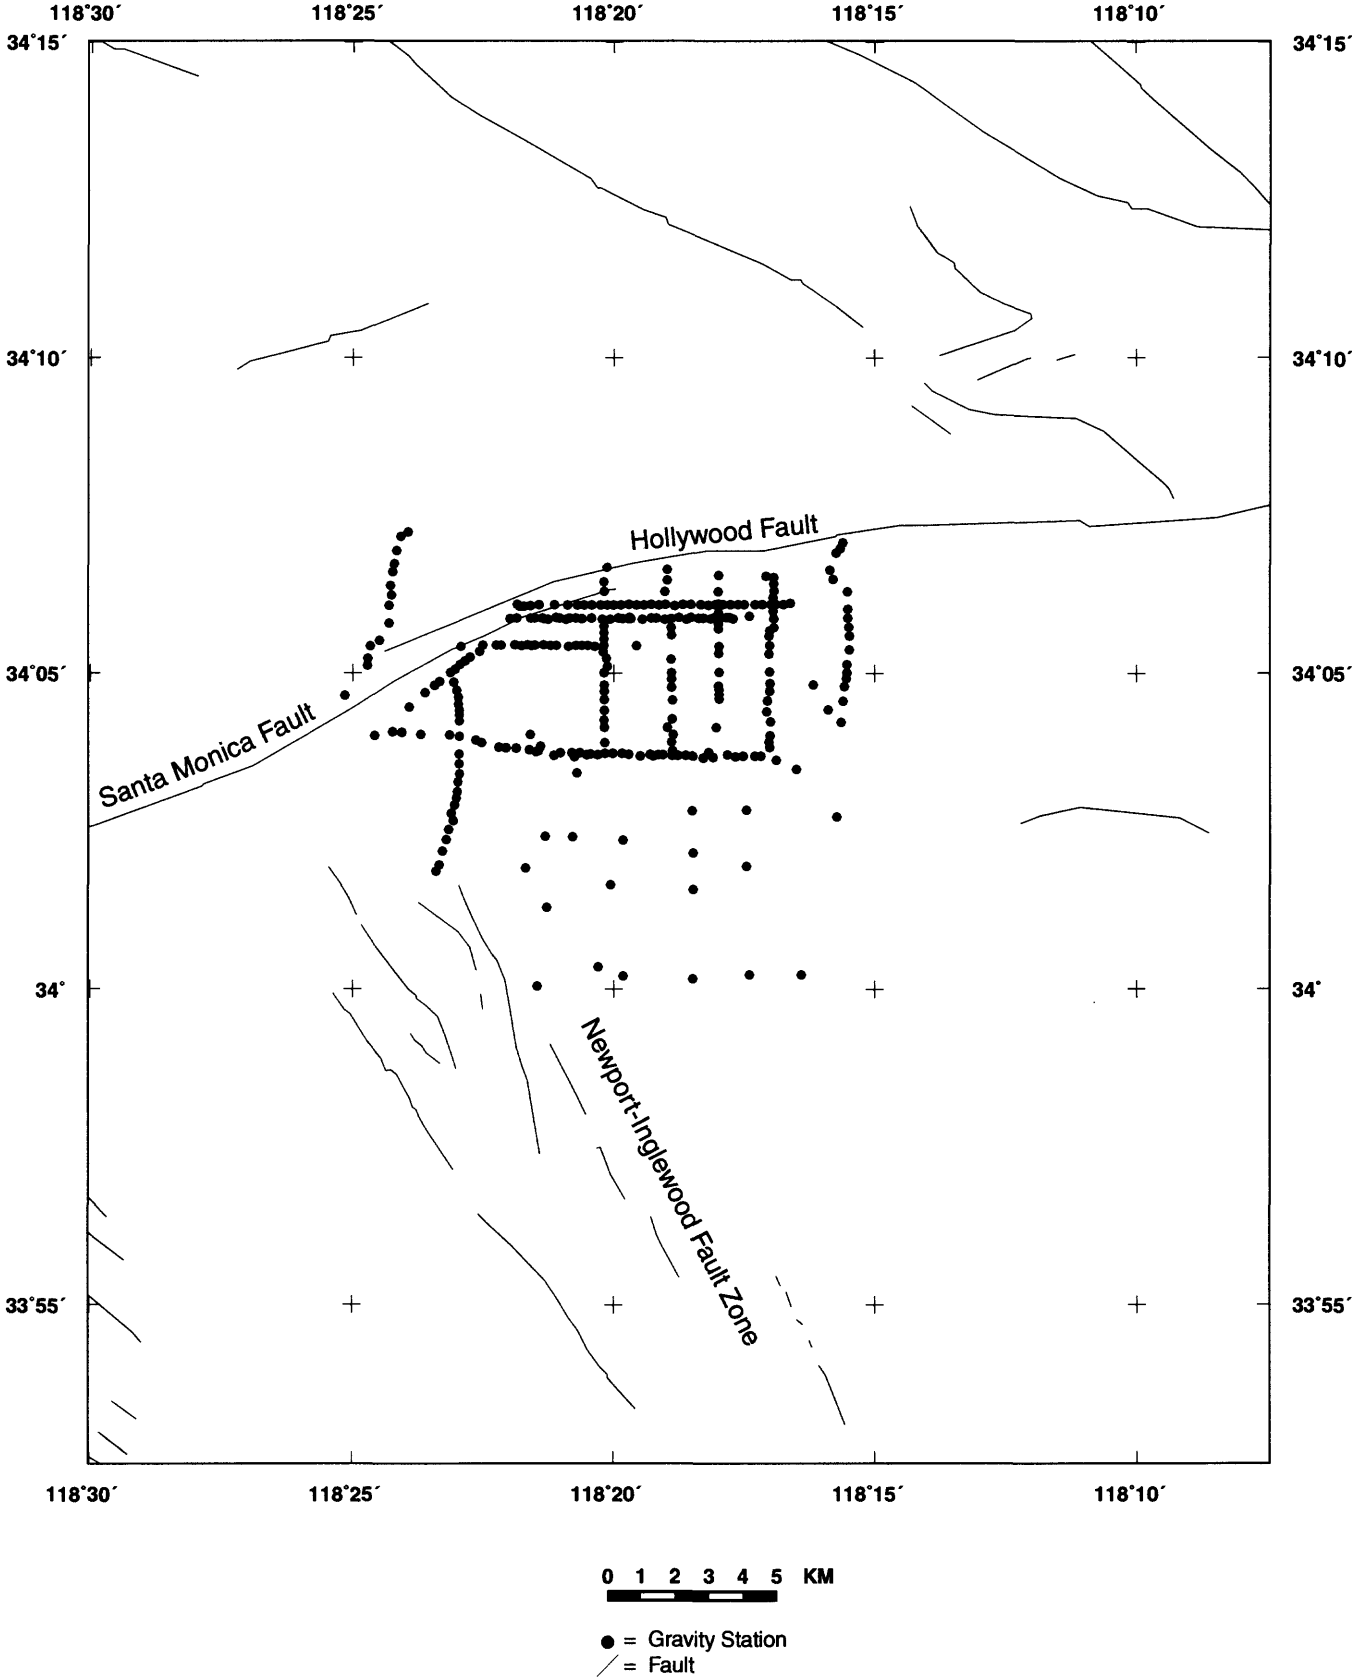 118°30´ 118°25´ 118°20´ 118°15´ 118°10´
34°15´ 34°15´
34°10´ 34°10´
Hollywood Fault
34°05´ 34°05´
Santa Monica Fault
34° 34°
Newport-Inglewood Fault Zone
33°55´ 33°55´
118°30´ 118°25´ 118°20´ 118°15´ 118°10´
0 1 2 3 4 5 KM
= Gravity Station
= Fault